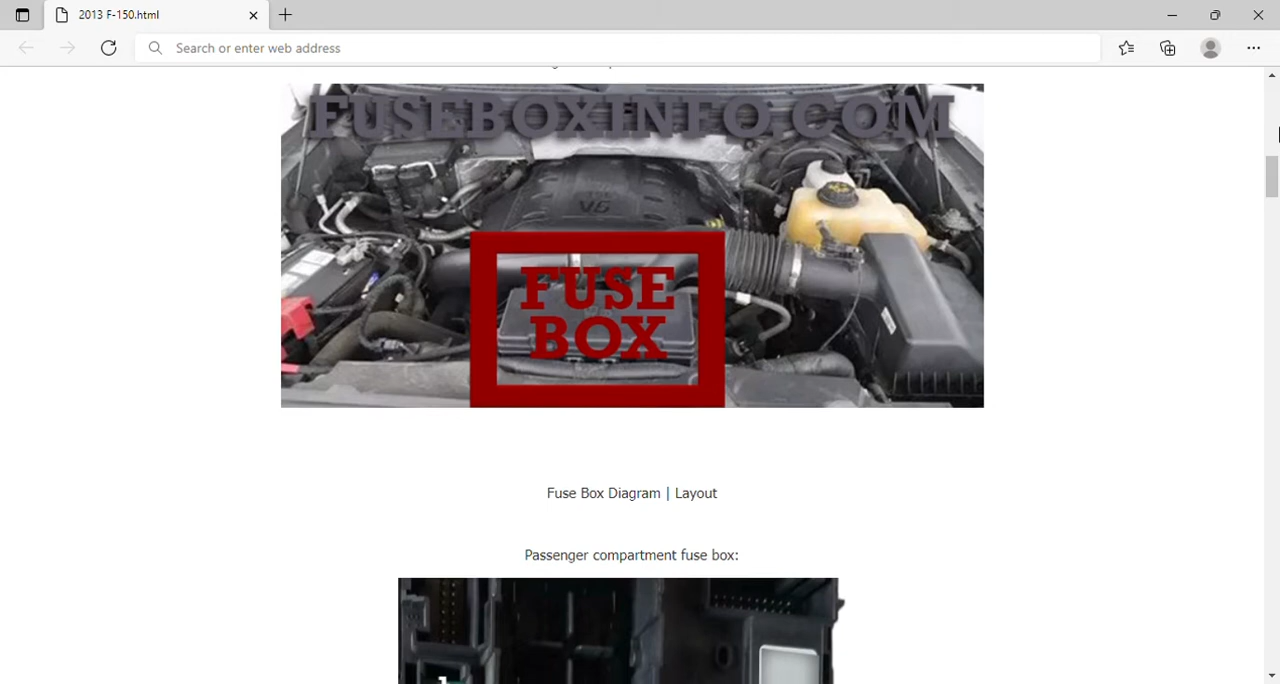 2013 F-150.html
Search or enter web address
FUSEBOXINFO.COM
V6
FUSE
BOX
Fuse Box Diagram | Layout
Passenger compartment fuse box: